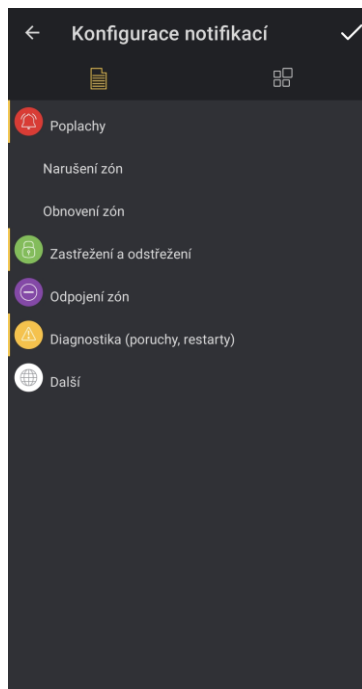 Konfigurace notifikací
Poplachy
Narušení zón
Obnovení zón
Zastřežení a odstřežení
Odpojení zón
Diagnostika (poruchy, restarty)
Další